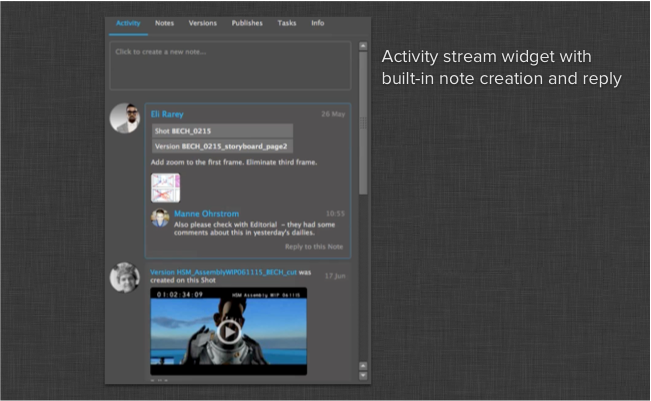 Activity Notes Versions Publishes Tasks Info
Click to create a new note...
Activity stream widget with
built-in note creation and reply
Eli Rarey 26 May
Shot BECH_0215
Version BECH_0215_storyboard_page2
Add zoom to the first frame. Eliminate third frame.
Manne Ohrstrom 10:55
Also please check with Editorial - they had some
comments about this in yesterday's dailies.
Reply to this Note
Version HSM_AssemblyWIP061115_BECH_cut was
created on this Shot
17 Jun
01:02:34:09 HSM Assembly WIP 061115